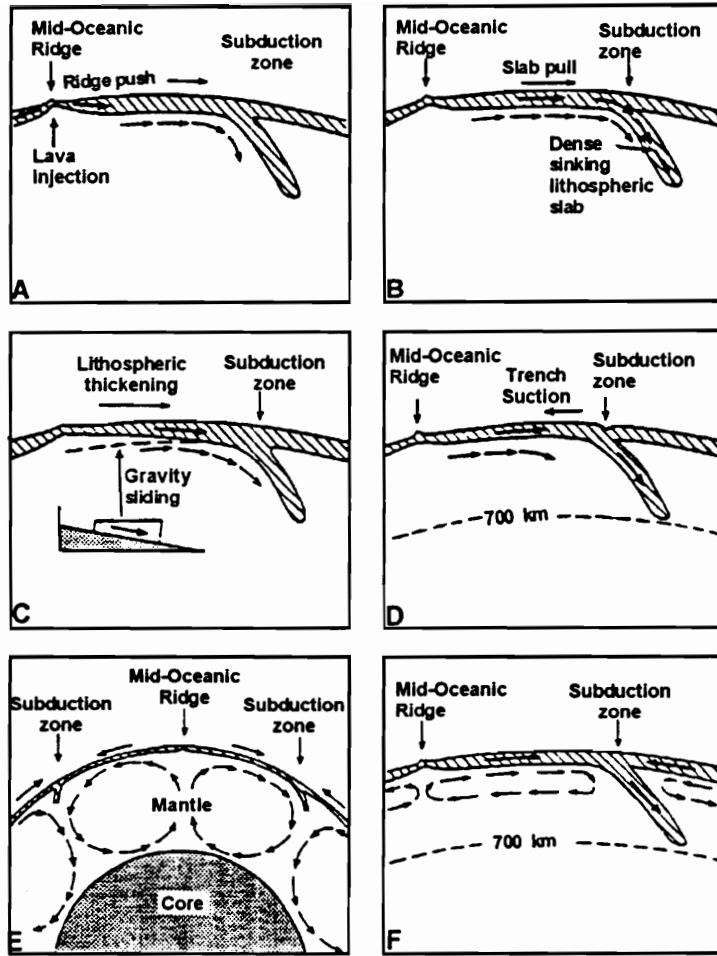 Mid-Oceanic
Ridge
Subduction
zone
Ridge push
Lava
Injection
A
Mid-Oceanic
Ridge
Subduction
zone
Slab pull
Dense
sinking
lithospheric
slab
B
Lithospheric
thickening
Subduction
zone
Gravity
sliding
C
Mid-Oceanic
Ridge
Trench
Suction
Subduction
zone
700 km
D
Mid-Oceanic
Ridge
Subduction
zone
Subduction
zone
Mantle
Core
E
Mid-Oceanic
Ridge
Subduction
zone
700 km
F